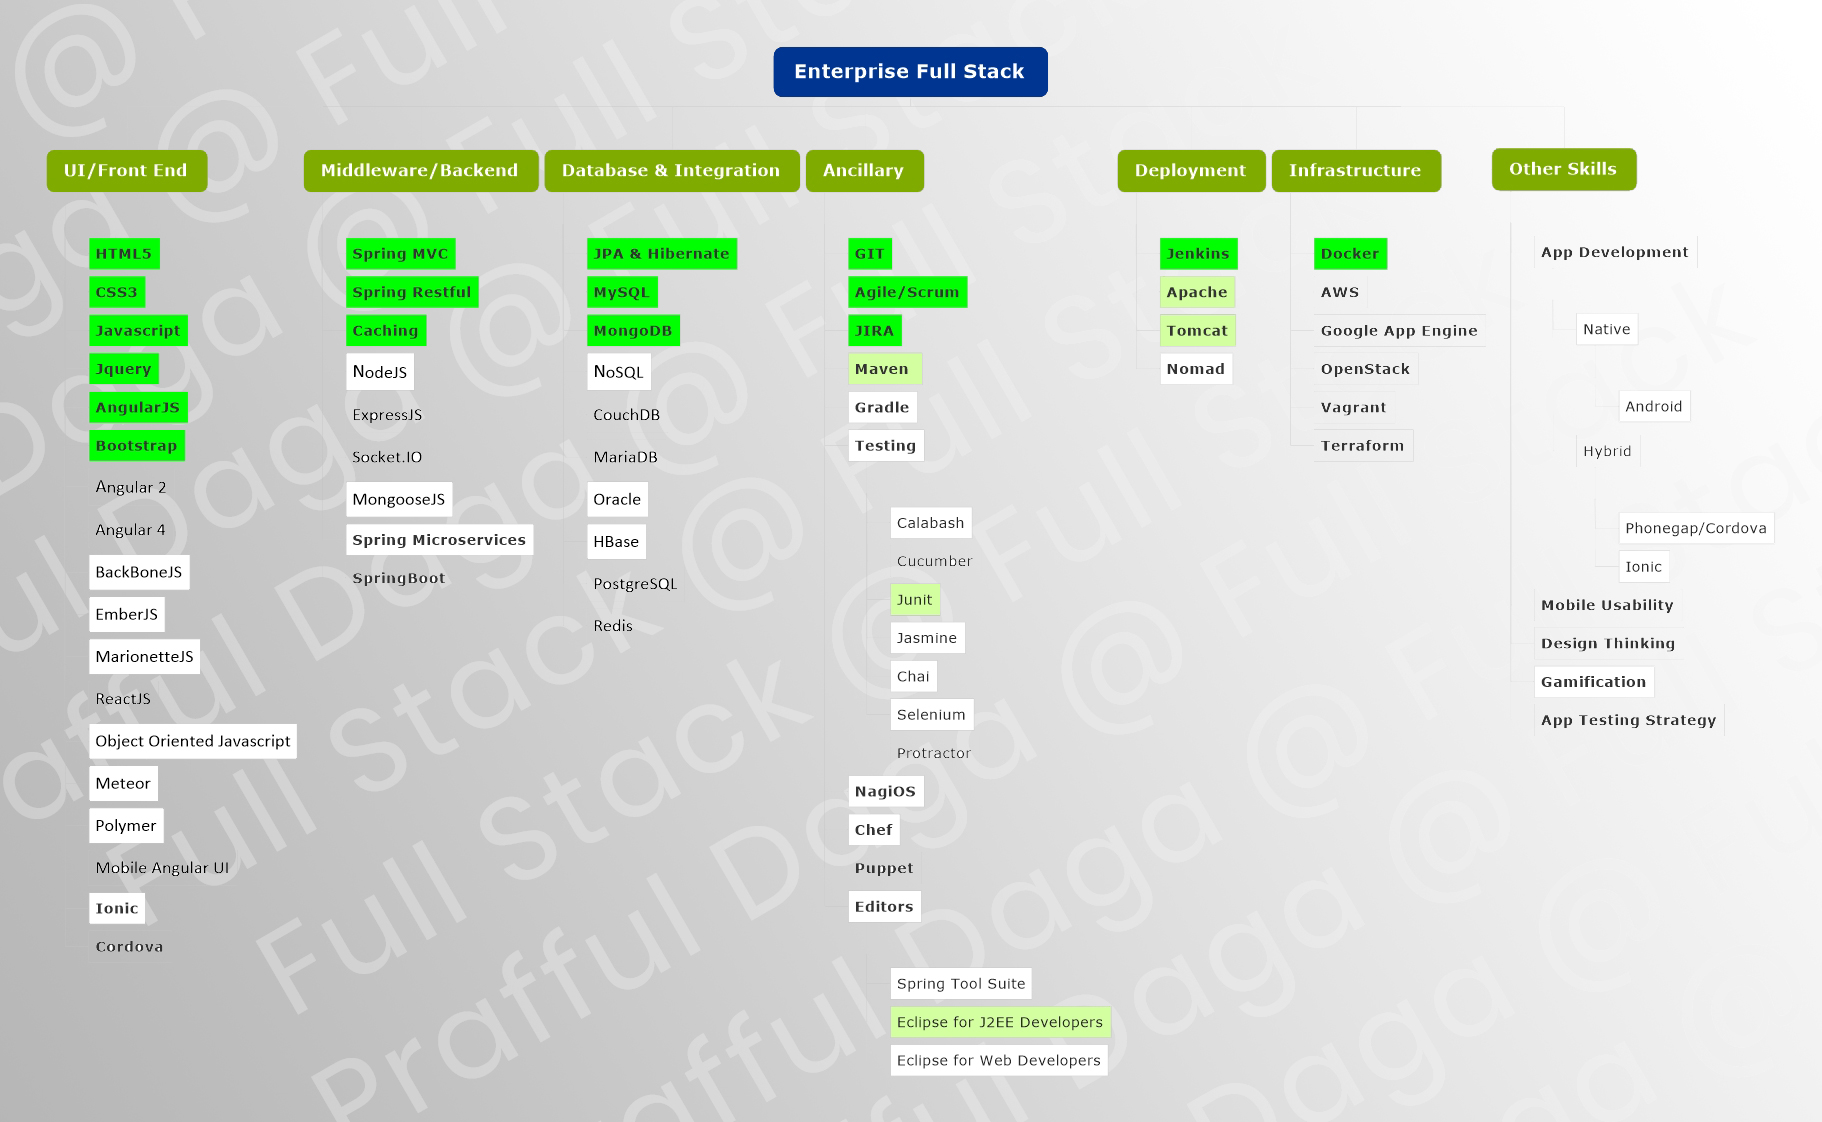 Enterprise Full Stack
UI/Front End
HTML5
CSS3
Javascript
Jquery
AngularJS
Bootstrap
Angular 2
Angular 4
BackBoneJS
EmberJS
MarionetteJS
ReactJS
Object Oriented Javascript
Meteor
Polymer
Mobile Angular UI
Ionic
Cordova
Middleware/Backend
Spring MVC
Spring Restful
Caching
NodeJS
ExpressJS
Socket.IO
MongooseJS
Spring Microservices
SpringBoot
Database & Integration
JPA & Hibernate
MySQL
MongoDB
NoSQL
CouchDB
MariaDB
Oracle
HBase
PostgreSQL
Redis
Ancillary
GIT
Agile/Scrum
JIRA
Maven
Gradle
Testing
Calabash
Cucumber
Junit
Jasmine
Chai
Selenium
Protractor
NagiOS
Chef
Puppet
Editors
Spring Tool Suite
Eclipse for J2EE Developers
Eclipse for Web Developers
Deployment
Jenkins
Apache
Tomcat
Nomad
Infrastructure
Docker
AWS
Google App Engine
OpenStack
Vagrant
Terraform
Other Skills
App Development
Native
Android
Hybrid
Phonegap/Cordova
Ionic
Mobile Usability
Design Thinking
Gamification
App Testing Strategy
Full Stack @ Full Stack
Prafful Daga @ Prafful Daga @